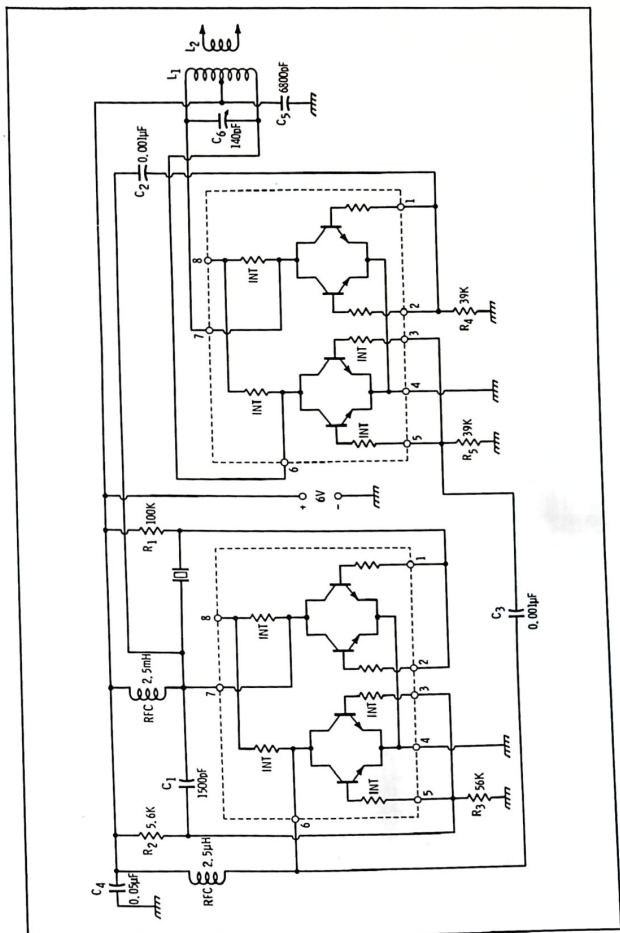 C4
0.05µF
RFC
2.5µH
R2
5.6K
C1
1500pF
RFC
2.5mH
R1
100K
+
6V
-
6
7
8
INT
INT
INT
INT
5
4
3
2
1
R3
56K
C3
0.001µF
C2
0.001µF
6
7
8
INT
INT
INT
INT
5
4
3
2
1
R5
39K
R4
39K
C6
140pF
C5
6800pF
L1
L2